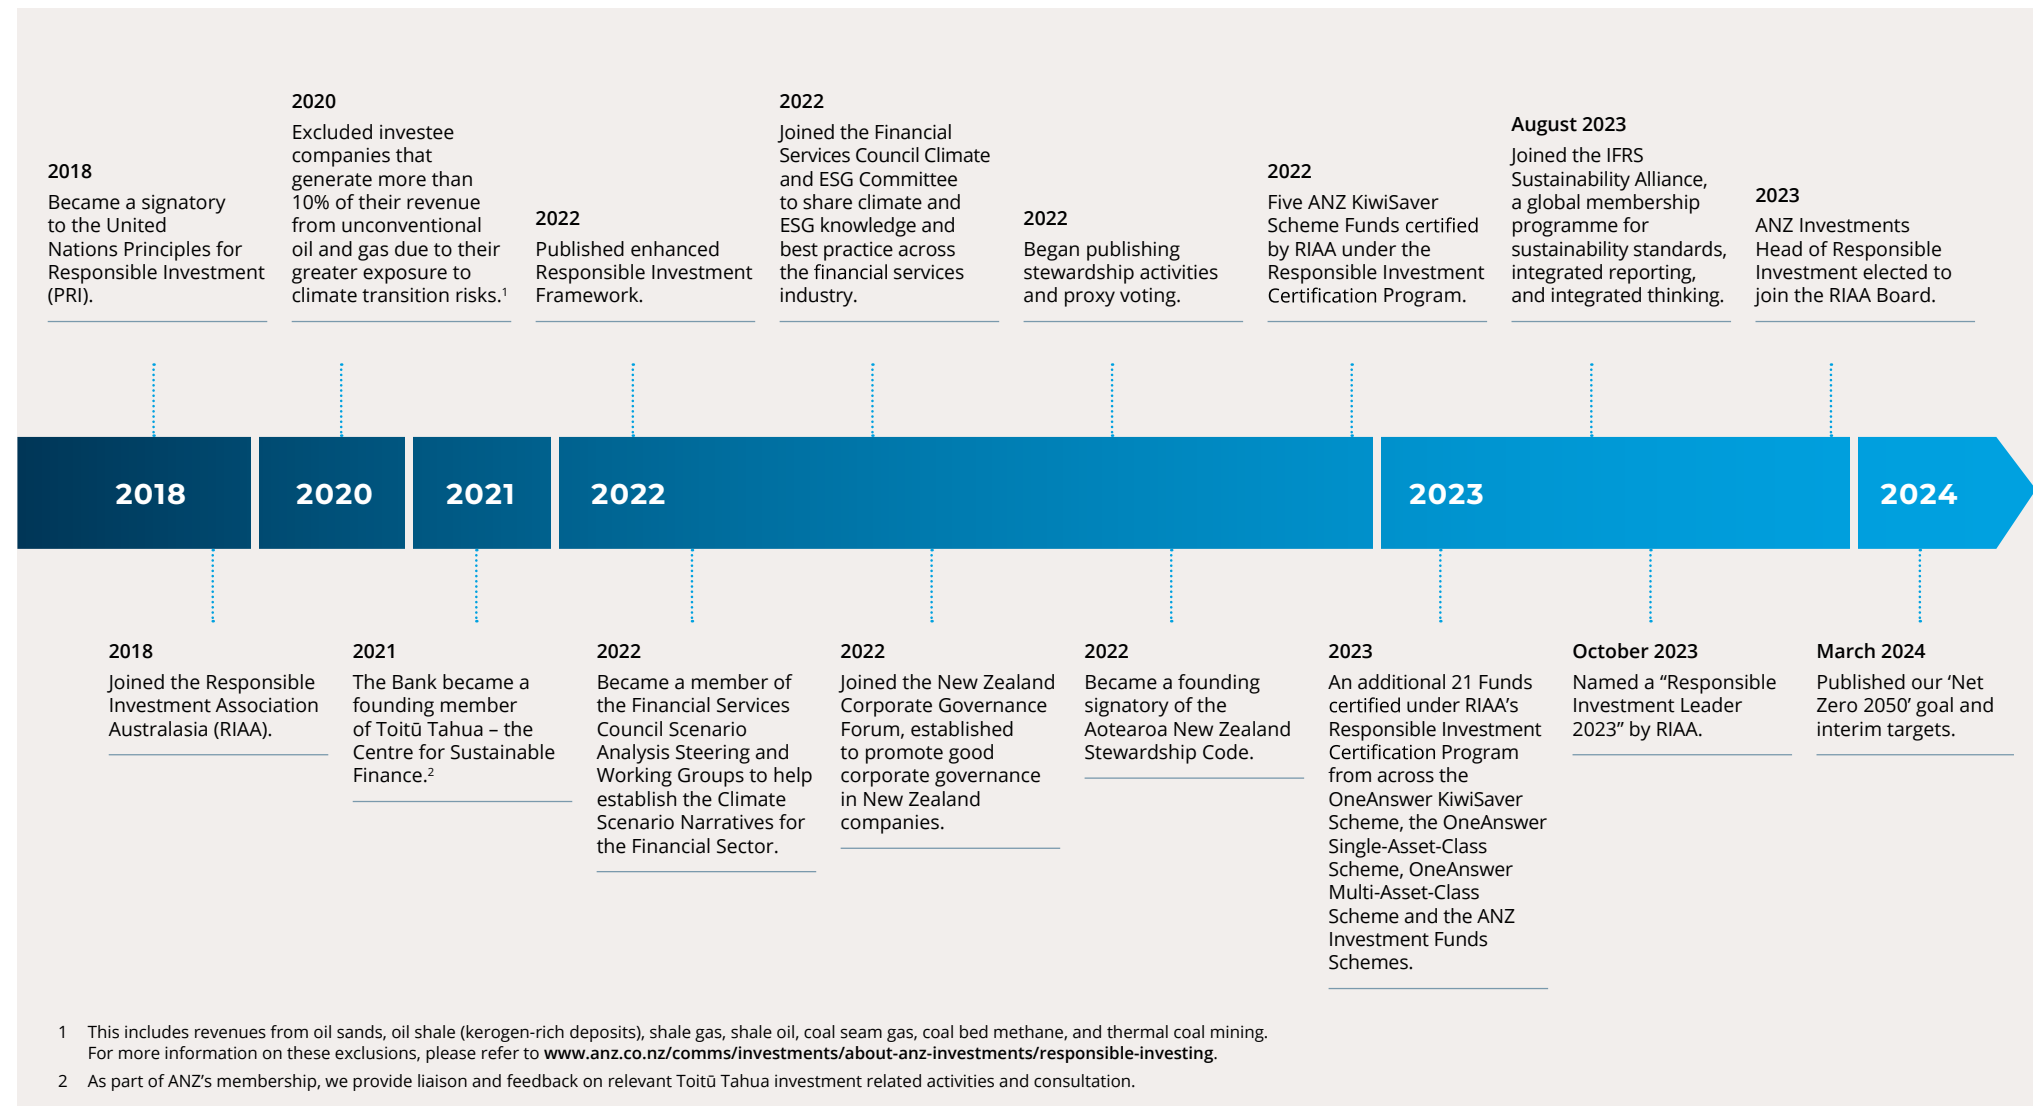 2018
Became a signatory
to the United
Nations Principles for
Responsible Investment
(PRI).
2020
Excluded investee
companies that
generate more than
10% of their revenue
from unconventional
oil and gas due to their
greater exposure to
climate transition risks.¹
2022
Published enhanced
Responsible Investment
Framework.
2022
Joined the Financial
Services Council Climate
and ESG Committee
to share climate and
ESG knowledge and
best practice across
the financial services
industry.
2022
Began publishing
stewardship activities
and proxy voting.
2022
Five ANZ KiwiSaver
Scheme Funds certified
by RIAA under the
Responsible Investment
Certification Program.
August 2023
Joined the IFRS
Sustainability Alliance,
a global membership
programme for
sustainability standards,
integrated reporting,
and integrated thinking.
2023
ANZ Investments
Head of Responsible
Investment elected to
join the RIAA Board.
2018 2020 2021 2022 2023 2024
2018
Joined the Responsible
Investment Association
Australasia (RIAA).
2021
The Bank became a
founding member
of Toitū Tahua – the
Centre for Sustainable
Finance.²
2022
Became a member of
the Financial Services
Council Scenario
Analysis Steering and
Working Groups to help
establish the Climate
Scenario Narratives for
the Financial Sector.
2022
Joined the New Zealand
Corporate Governance
Forum, established
to promote good
corporate governance
in New Zealand
companies.
2022
Became a founding
signatory of the
Aotearoa New Zealand
Stewardship Code.
2023
An additional 21 Funds
certified under RIAA’s
Responsible Investment
Certification Program
from across the
OneAnswer KiwiSaver
Scheme, the OneAnswer
Single-Asset-Class
Scheme, OneAnswer
Multi-Asset-Class
Scheme and the ANZ
Investment Funds
Schemes.
October 2023
Named a “Responsible
Investment Leader
2023” by RIAA.
March 2024
Published our ‘Net
Zero 2050’ goal and
interim targets.
1 This includes revenues from oil sands, oil shale (kerogen-rich deposits), shale gas, shale oil, coal seam gas, coal bed methane, and thermal coal mining.
For more information on these exclusions, please refer to www.anz.co.nz/comms/investments/about-anz-investments/responsible-investing.
2 As part of ANZ’s membership, we provide liaison and feedback on relevant Toitū Tahua investment related activities and consultation.